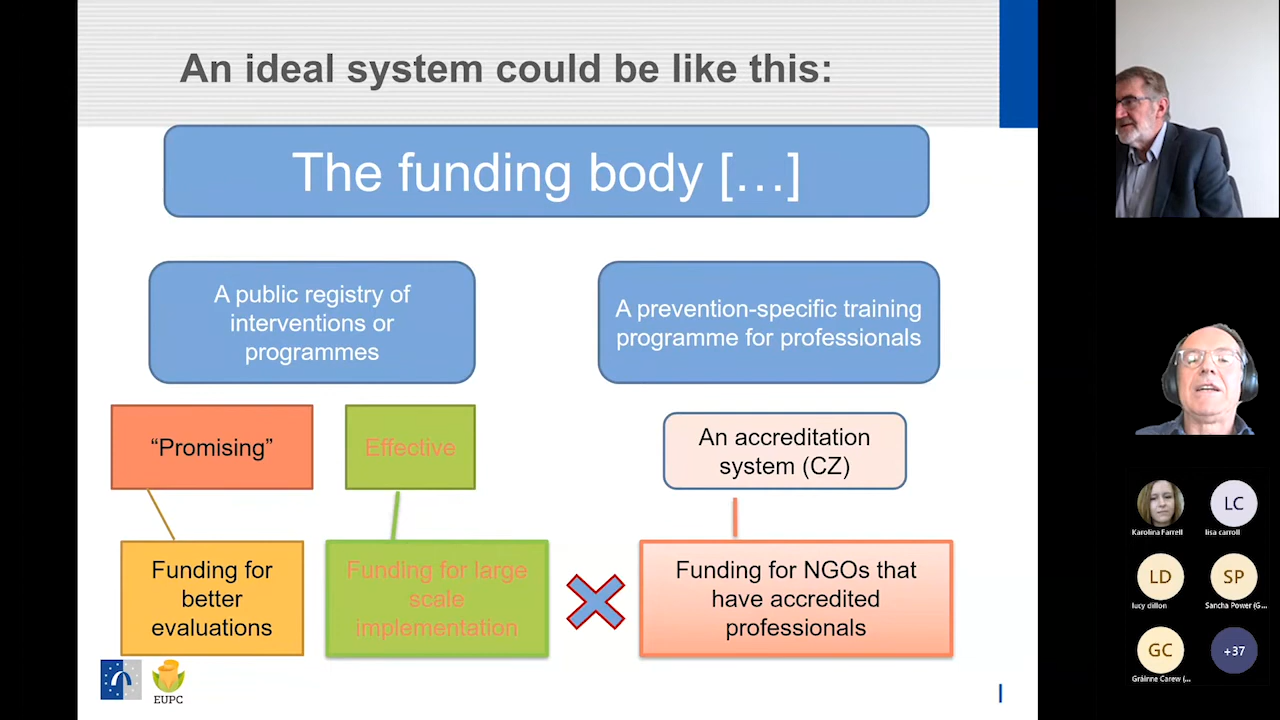 An ideal system could be like this:
The funding body […]
A public registry of
interventions or
programmes
A prevention-specific training
programme for professionals
“Promising”
Effective
An accreditation
system (CZ)
Funding for
better
evaluations
Funding for large
scale
implementation
Funding for NGOs that
have accredited
professionals
EUPC
Karolina Farrell
LC
lisa carroll
LD
lucy dillon
SP
Sancha Power (G...
GC
Gráinne Carew (...
+37